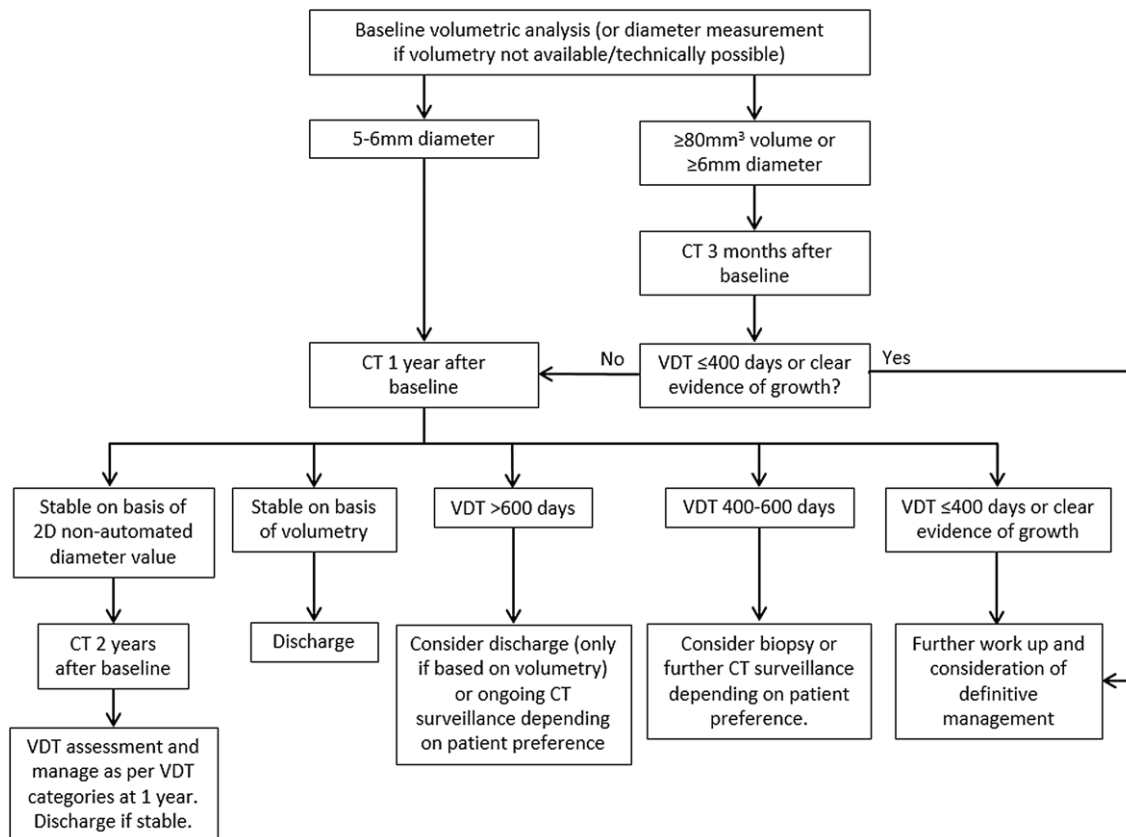 Baseline volumetric analysis (or diameter measurement
if volumetry not available/technically possible)
5-6mm diameter
≥80mm³ volume or
≥6mm diameter
CT 3 months after
baseline
CT 1 year after
baseline
No
VDT ≤400 days or clear
evidence of growth?
Yes
Stable on basis of
2D non-automated
diameter value
Stable on basis
of volumetry
VDT >600 days
VDT 400-600 days
VDT ≤400 days or clear
evidence of growth
CT 2 years
after baseline
Discharge
Consider discharge (only
if based on volumetry)
or ongoing CT
surveillance depending
on patient preference
Consider biopsy or
further CT surveillance
depending on patient
preference.
Further work up and
consideration of
definitive
management
VDT assessment and
manage as per VDT
categories at 1 year.
Discharge if stable.